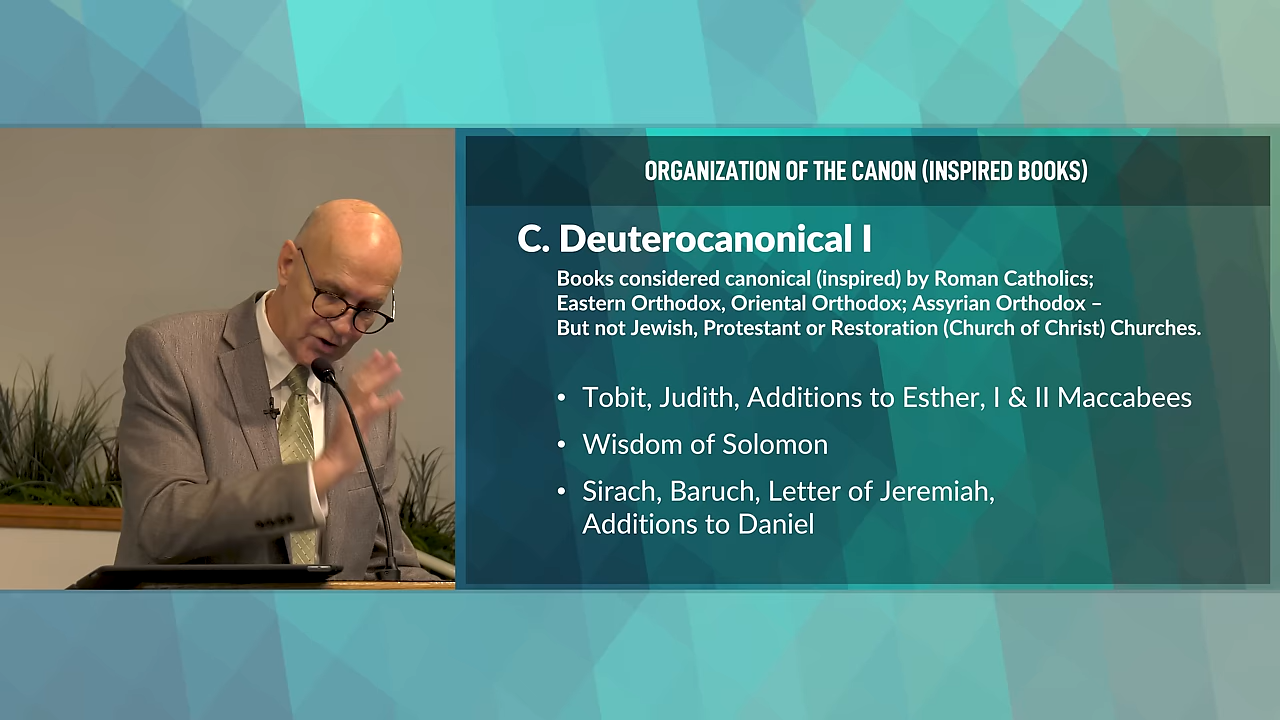 ORGANIZATION OF THE CANON (INSPIRED BOOKS)
C. Deuterocanonical I
Books considered canonical (inspired) by Roman Catholics;
Eastern Orthodox, Oriental Orthodox; Assyrian Orthodox –
But not Jewish, Protestant or Restoration (Church of Christ) Churches.
• Tobit, Judith, Additions to Esther, I & II Maccabees
• Wisdom of Solomon
• Sirach, Baruch, Letter of Jeremiah,
Additions to Daniel